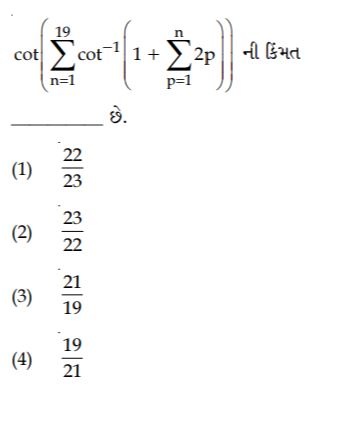 cot(∑_{n=1}^{19} cot⁻¹(1 + ∑_{p=1}^{n} 2p)) ની કિંમત
________ છે.
(1) 22/23
(2) 23/22
(3) 21/19
(4) 19/21